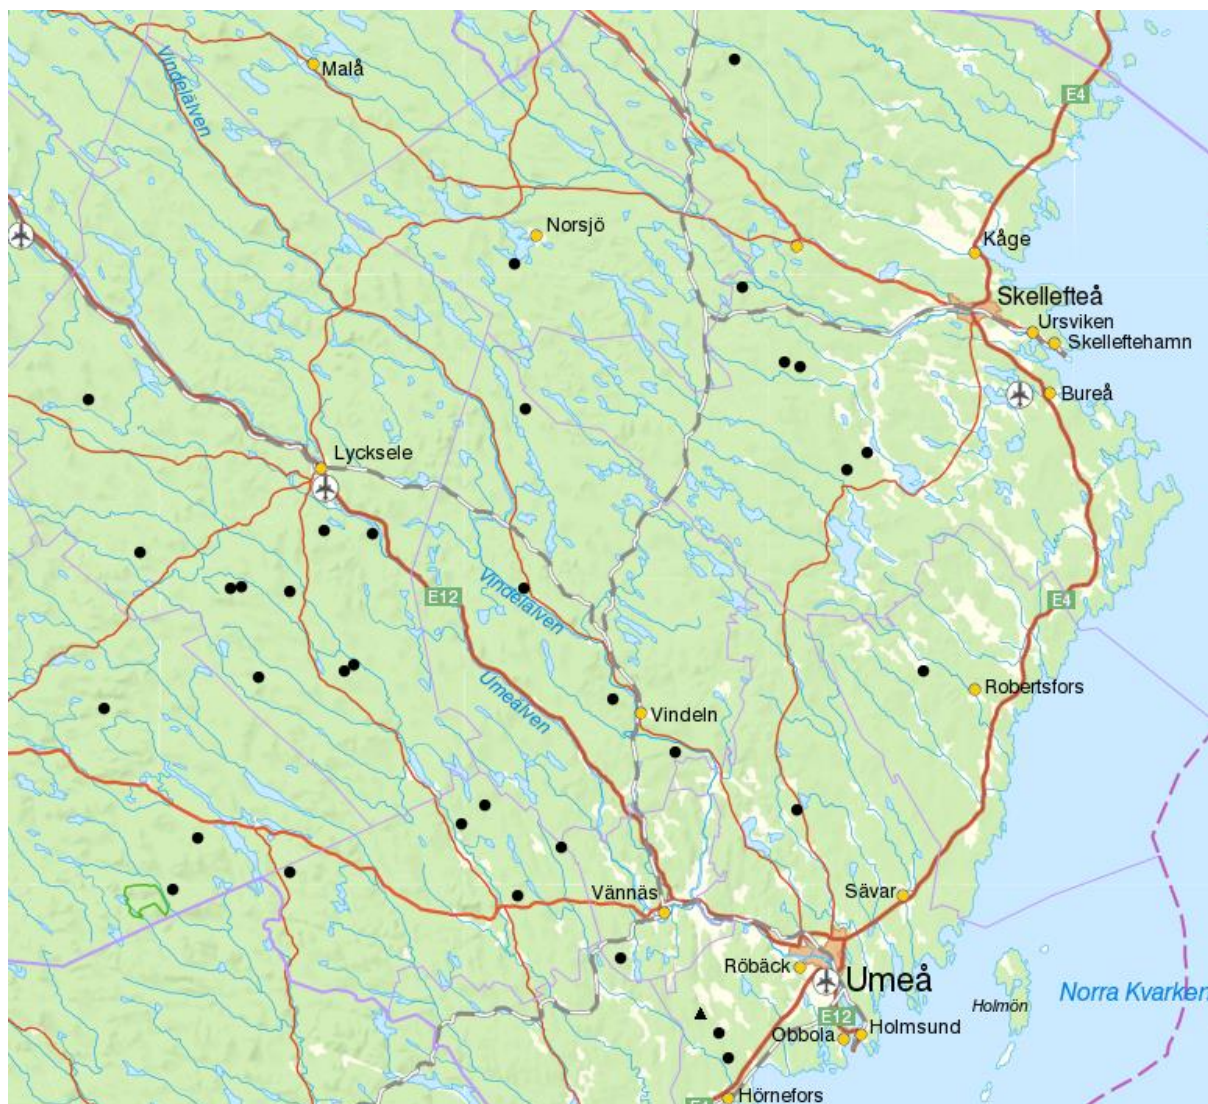 Malå
Vindelälven
E4
Norsjö
Kåge
Skellefteå
Ursviken
Skelleftehamn
Bureå
Lycksele
E12
Vindelälven
E4
Robertsfors
Umeälven
Vindeln
Vännäs
Sävar
Röbäck
Umeå
Norra Kvarken
Holmön
E12
Obbola
Holmsund
Hörnefors
E4